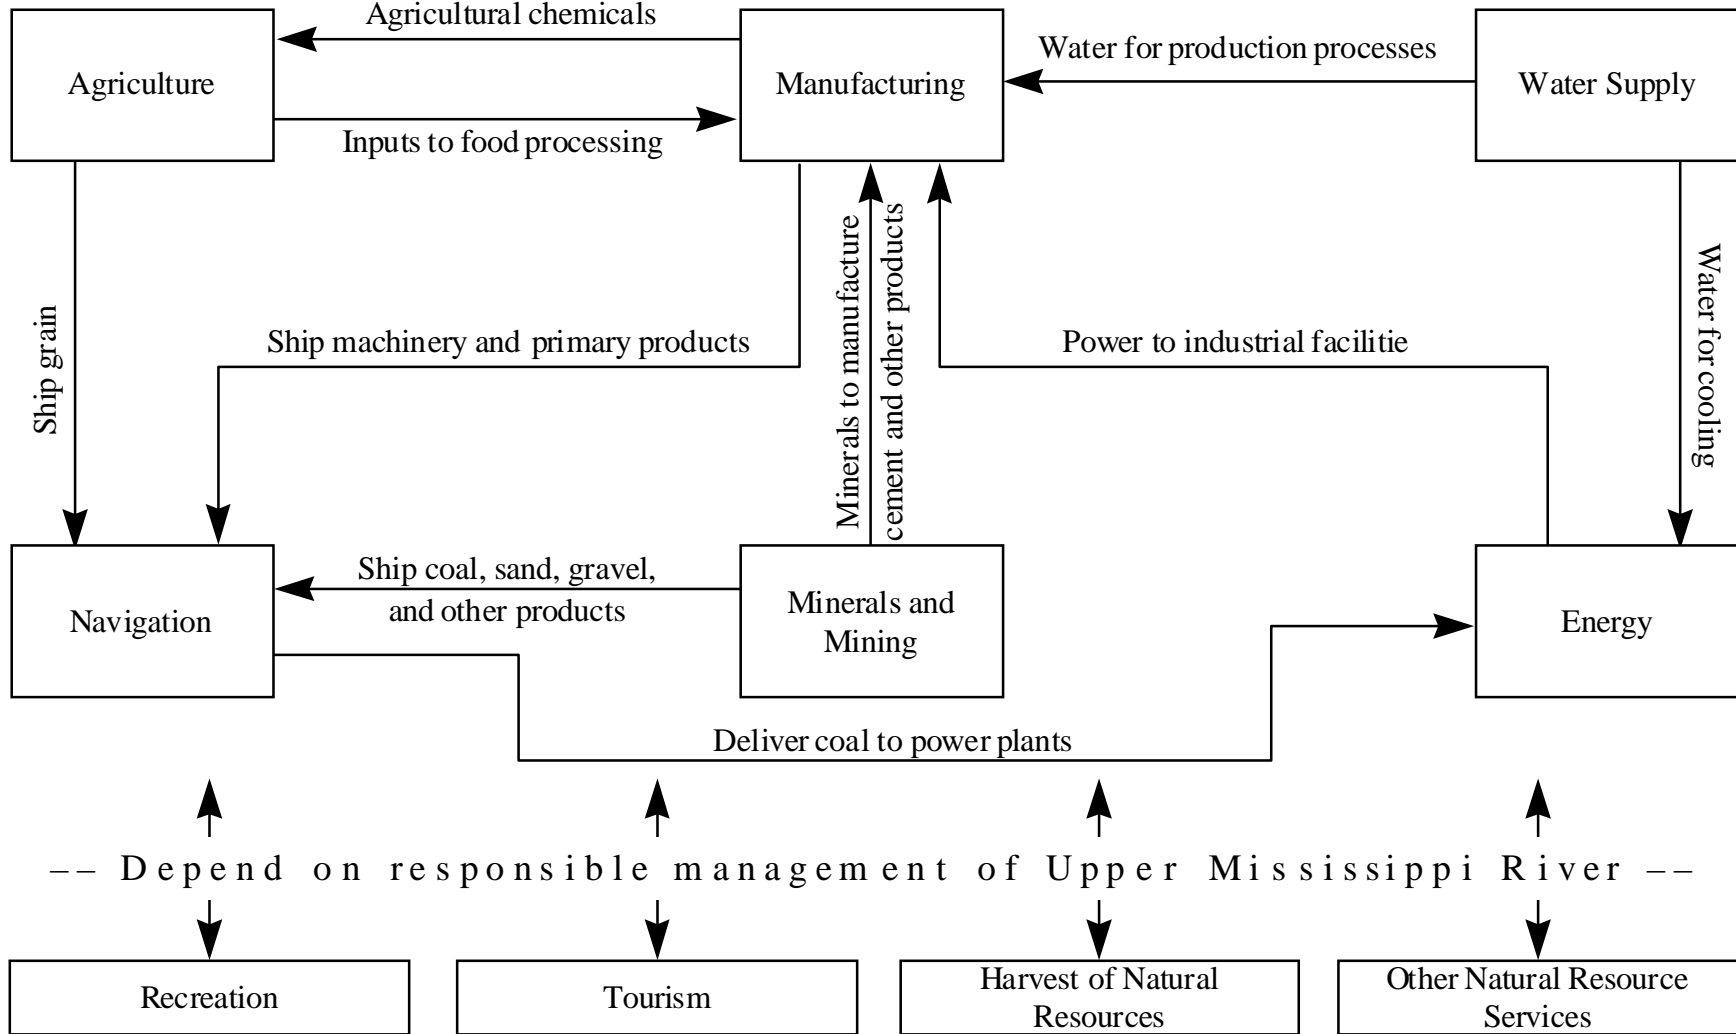 Agricultural chemicals
Water for production processes
Agriculture
Manufacturing
Water Supply
Inputs to food processing
Ship grain
Ship machinery and primary products
Minerals to manufacture
cement and other products
Power to industrial facilitie
Water for cooling
Ship coal, sand, gravel,
and other products
Navigation
Minerals and
Mining
Energy
Deliver coal to power plants
–– Depend on responsible management of Upper Mississippi River ––
Recreation
Tourism
Harvest of Natural
Resources
Other Natural Resource
Services